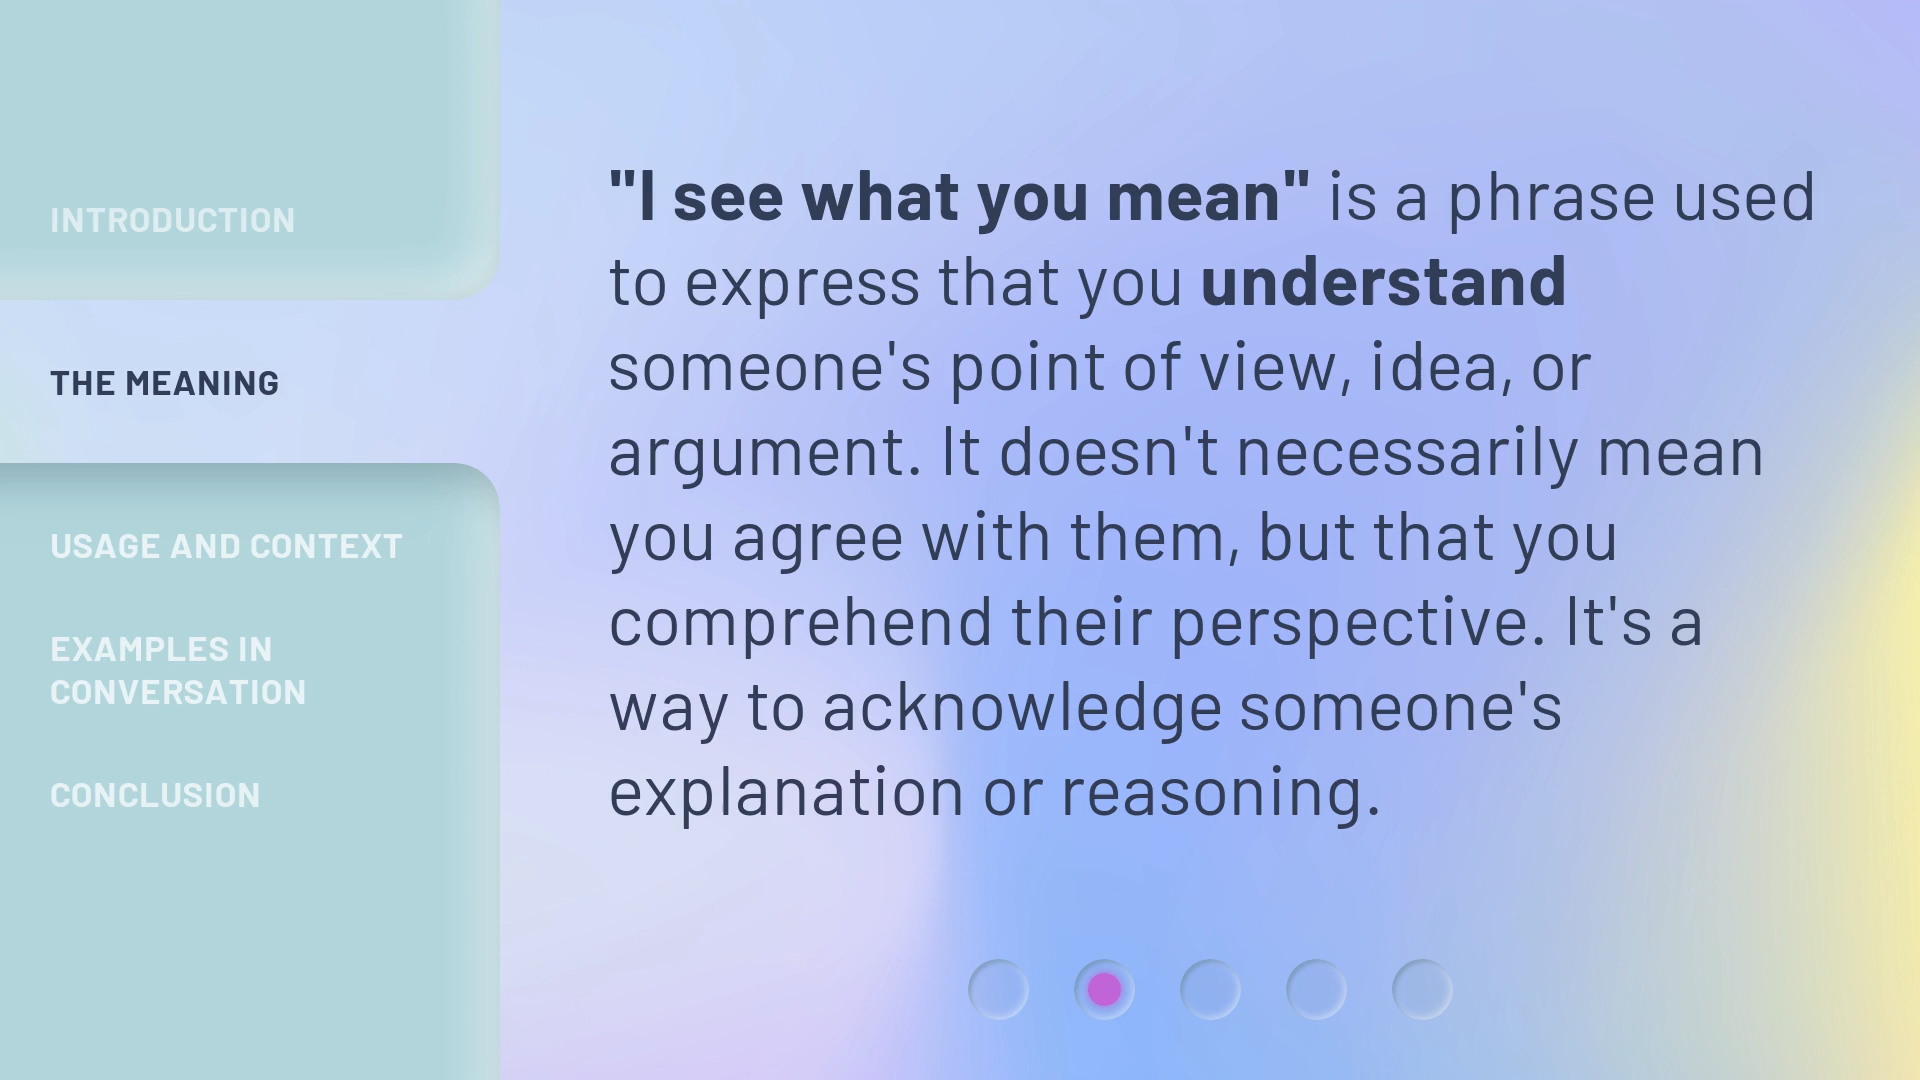 INTRODUCTION
THE MEANING
USAGE AND CONTEXT
EXAMPLES IN
CONVERSATION
CONCLUSION
"I see what you mean" is a phrase used
to express that you understand
someone's point of view, idea, or
argument. It doesn't necessarily mean
you agree with them, but that you
comprehend their perspective. It's a
way to acknowledge someone's
explanation or reasoning.